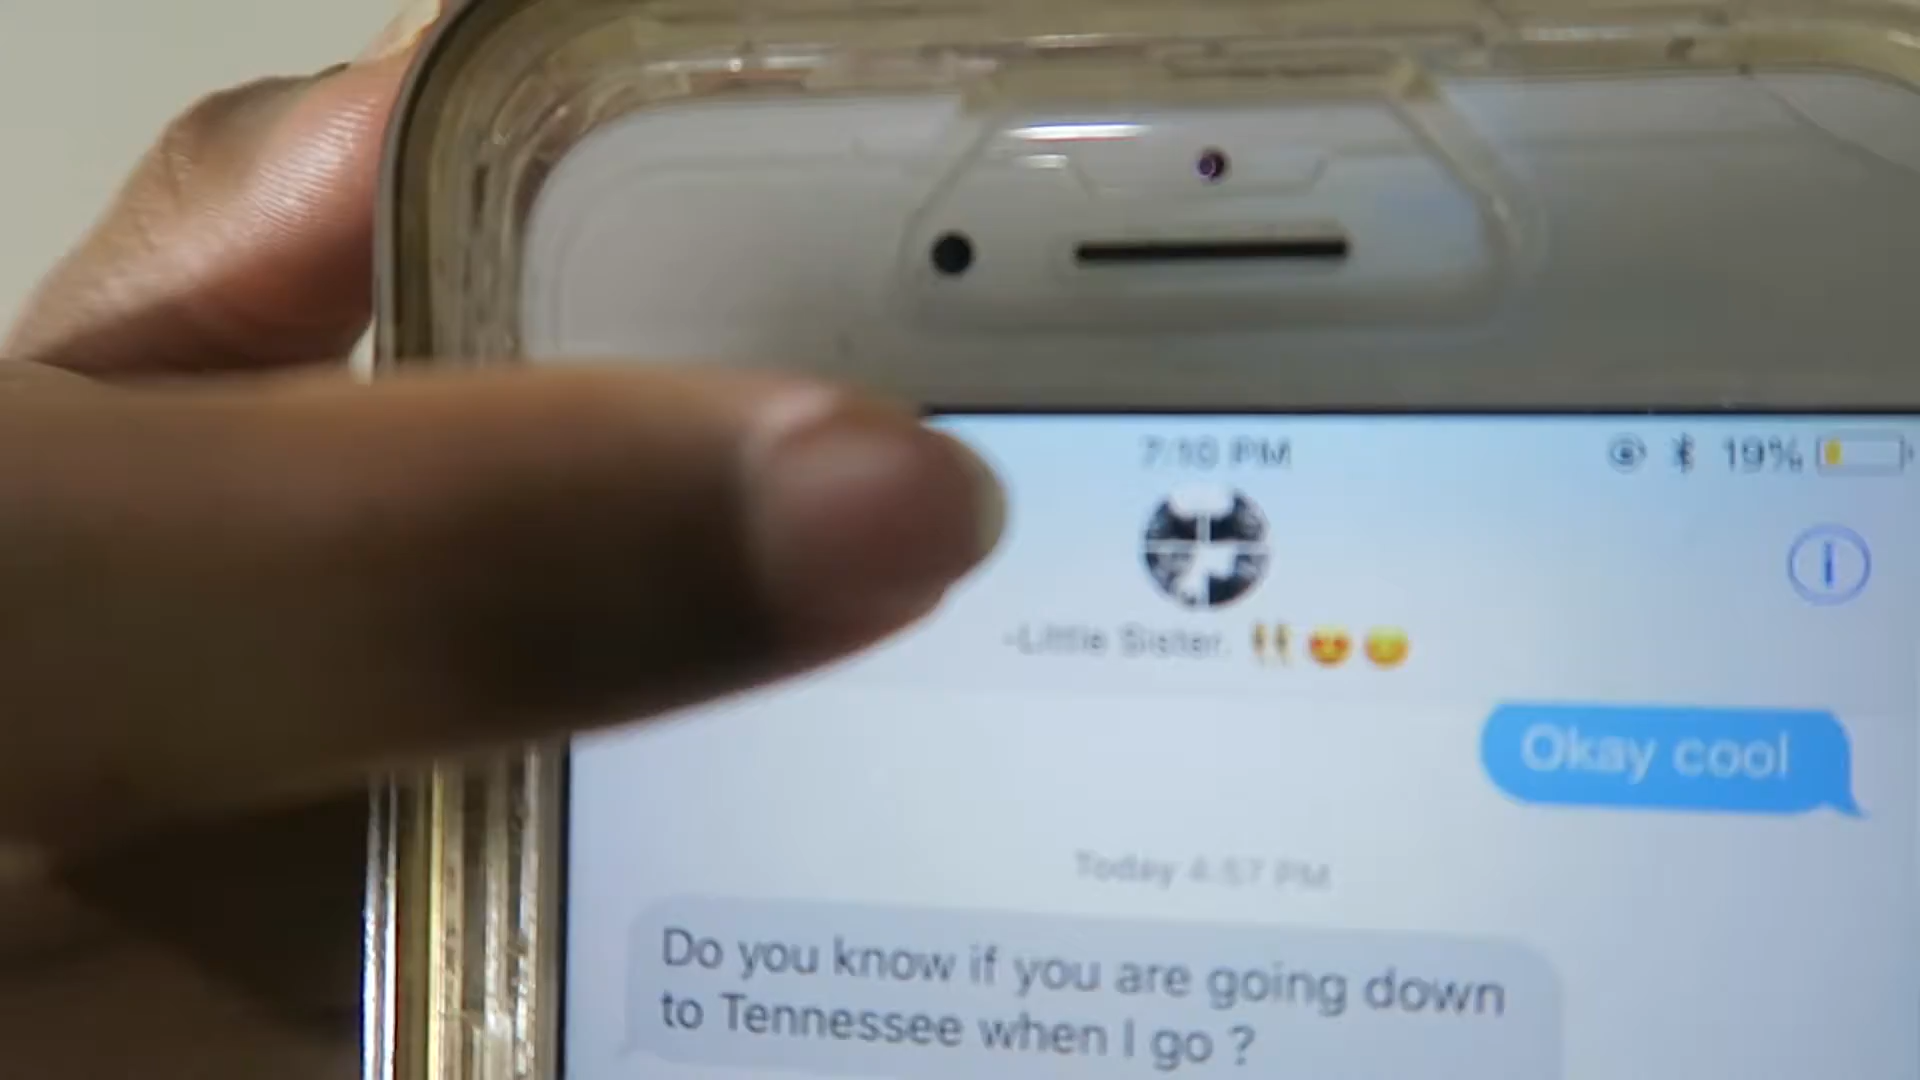 7:10 PM
19%
-Little Sister.
Okay cool
Today 4:57 PM
Do you know if you are going down
to Tennessee when I go ?